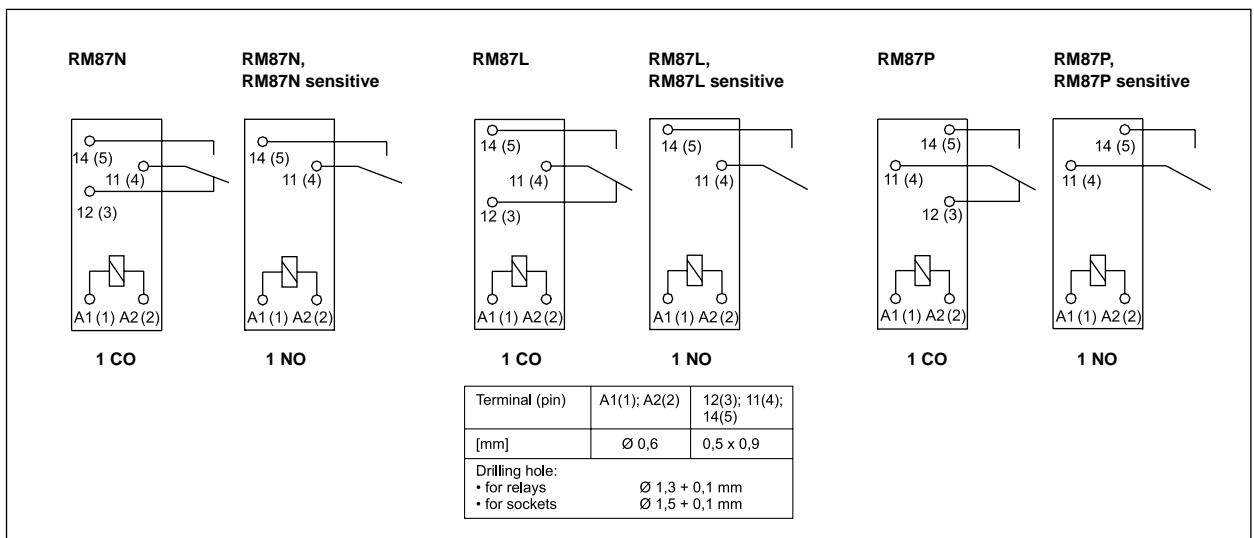 RM87N
RM87N,
RM87N sensitive
RM87L
RM87L,
RM87L sensitive
RM87P
RM87P,
RM87P sensitive
14 (5)
11 (4)
12 (3)
A1 (1) A2 (2)
1 CO
14 (5)
11 (4)
A1 (1) A2 (2)
1 NO
14 (5)
11 (4)
12 (3)
A1 (1) A2 (2)
1 CO
14 (5)
11 (4)
A1 (1) A2 (2)
1 NO
14 (5)
11 (4)
12 (3)
A1 (1) A2 (2)
1 CO
14 (5)
11 (4)
A1 (1) A2 (2)
1 NO
Terminal (pin) A1(1); A2(2) 12(3); 11(4);
14(5)
[mm] Ø 0,6 0,5 x 0,9
Drilling hole:
• for relays Ø 1,3 + 0,1 mm
• for sockets Ø 1,5 + 0,1 mm